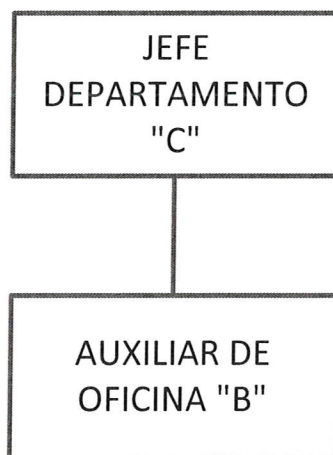 JEFE
DEPARTAMENTO
"C"
AUXILIAR DE
OFICINA "B"